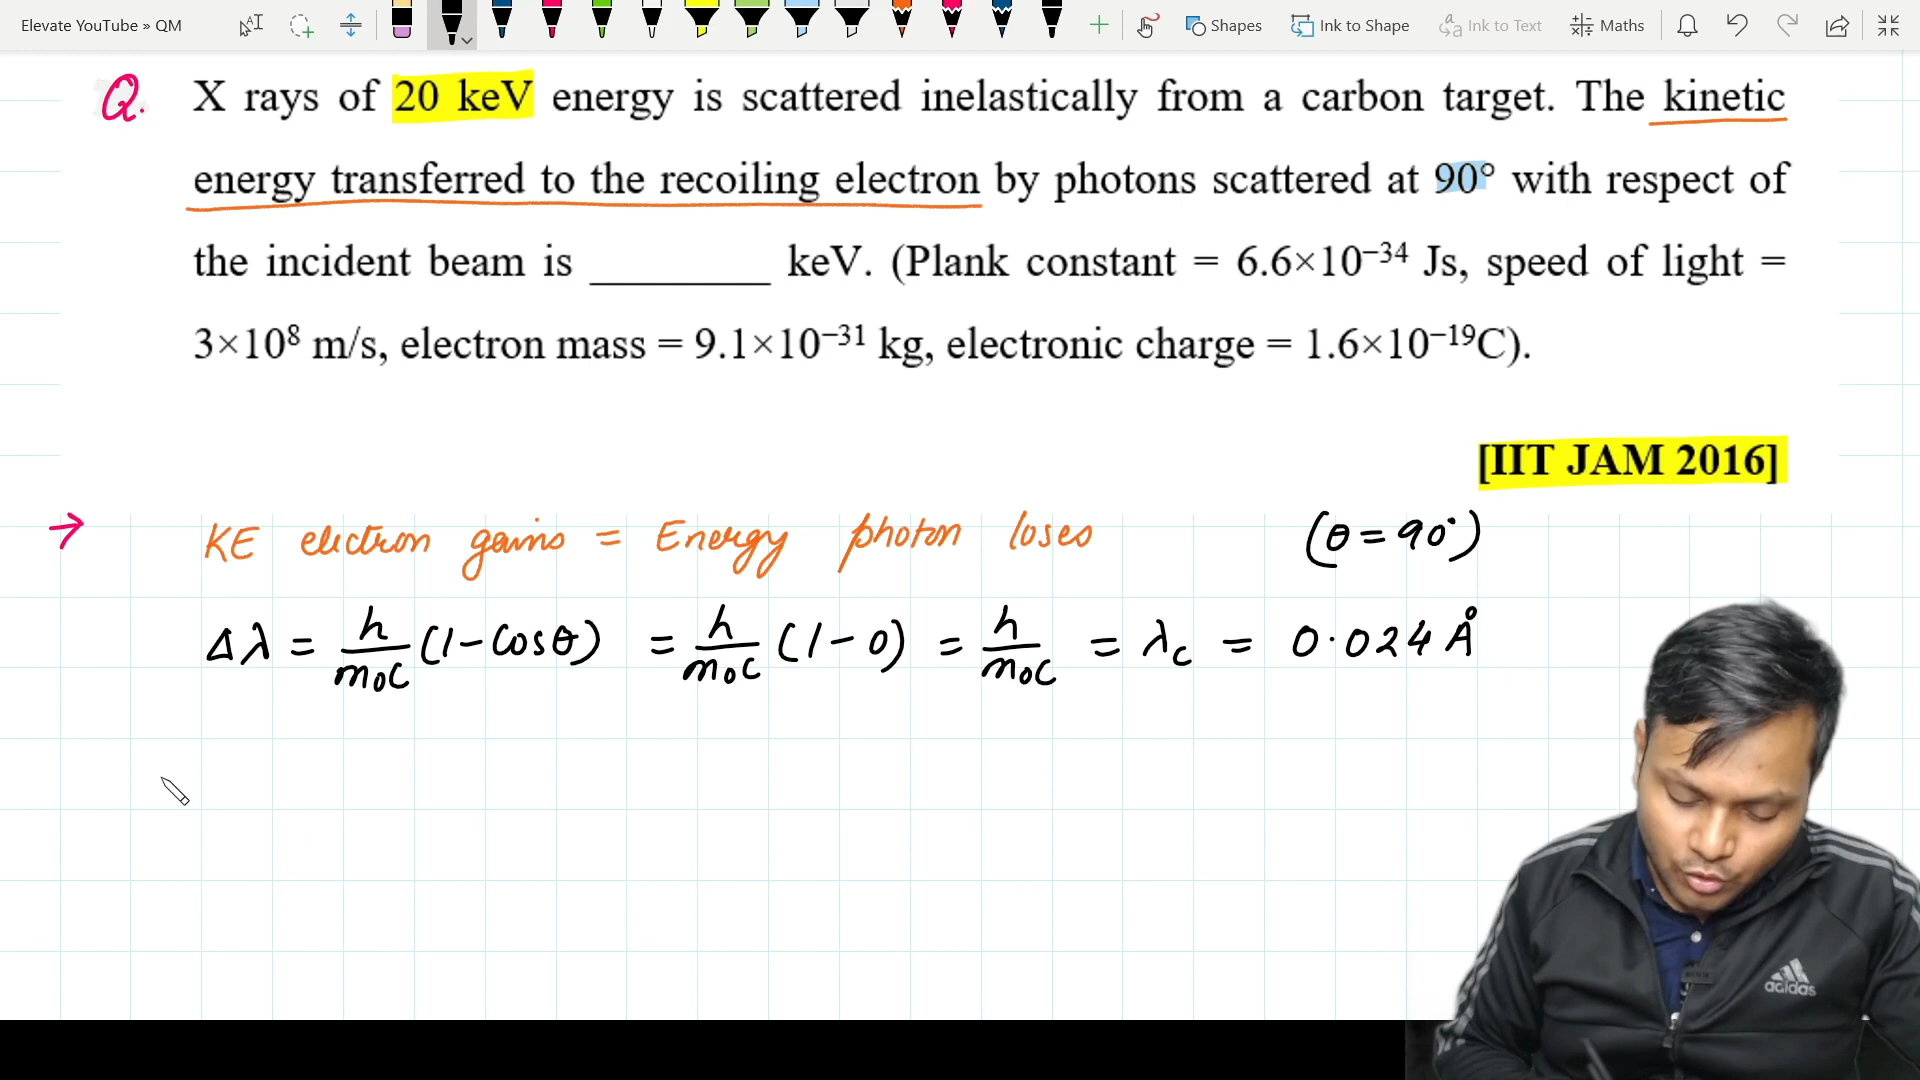 Elevate YouTube » QM
Shapes
Ink to Shape
Ink to Text
Maths
Q. X rays of 20 keV energy is scattered inelastically from a carbon target. The kinetic
energy transferred to the recoiling electron by photons scattered at 90° with respect of
the incident beam is ________ keV. (Plank constant = 6.6×10⁻³⁴ Js, speed of light =
3×10⁸ m/s, electron mass = 9.1×10⁻³¹ kg, electronic charge = 1.6×10⁻¹⁹C).
[IIT JAM 2016]
→ KE electron gains = Energy photon loses (θ = 90°)
Δλ = h/m₀c (1 - Cosθ) = h/m₀c (1 - 0) = h/m₀c = λc = 0.024 Å
adidas